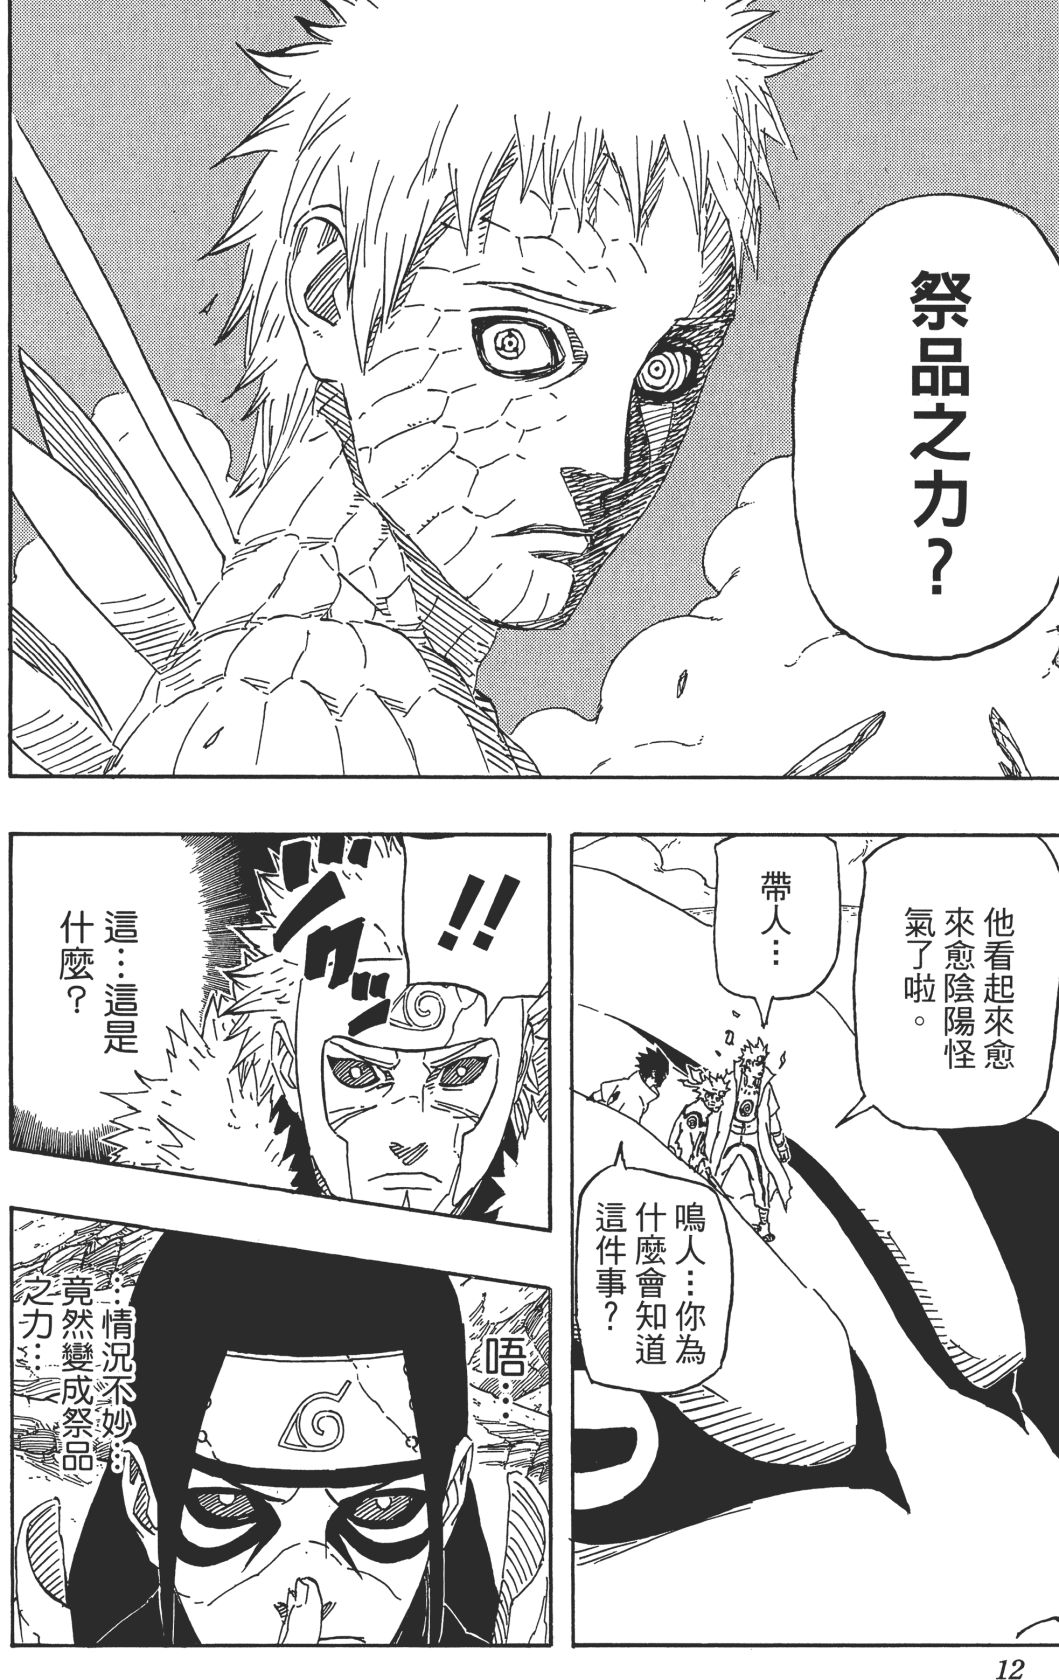 祭品之力？
他看起來愈
來愈陰陽怪
氣了啦。
帶人…
鳴人…你為
什麼會知道
這件事？
!!
這…這是
什麼？
唔……
…情況不妙…
竟然變成祭品
之力…
12